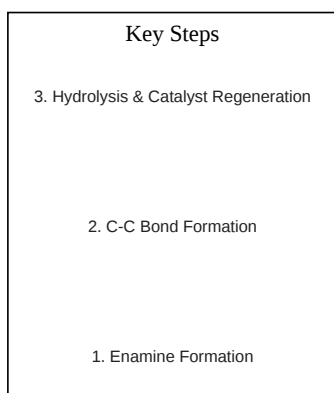 Key Steps
3. Hydrolysis & Catalyst Regeneration
2. C-C Bond Formation
1. Enamine Formation